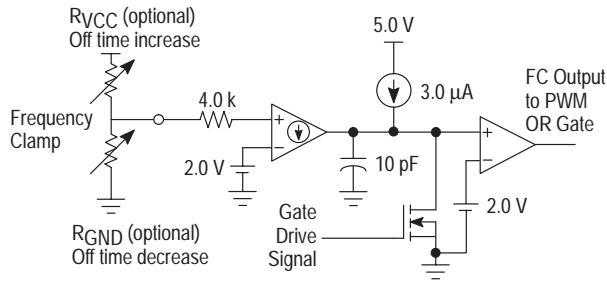 RVCC (optional)
Off time increase
Frequency
Clamp
RGND (optional)
Off time decrease
4.0 k
2.0 V
+
−
5.0 V
3.0 µA
10 pF
Gate
Drive
Signal
+
−
2.0 V
FC Output
to PWM
OR Gate